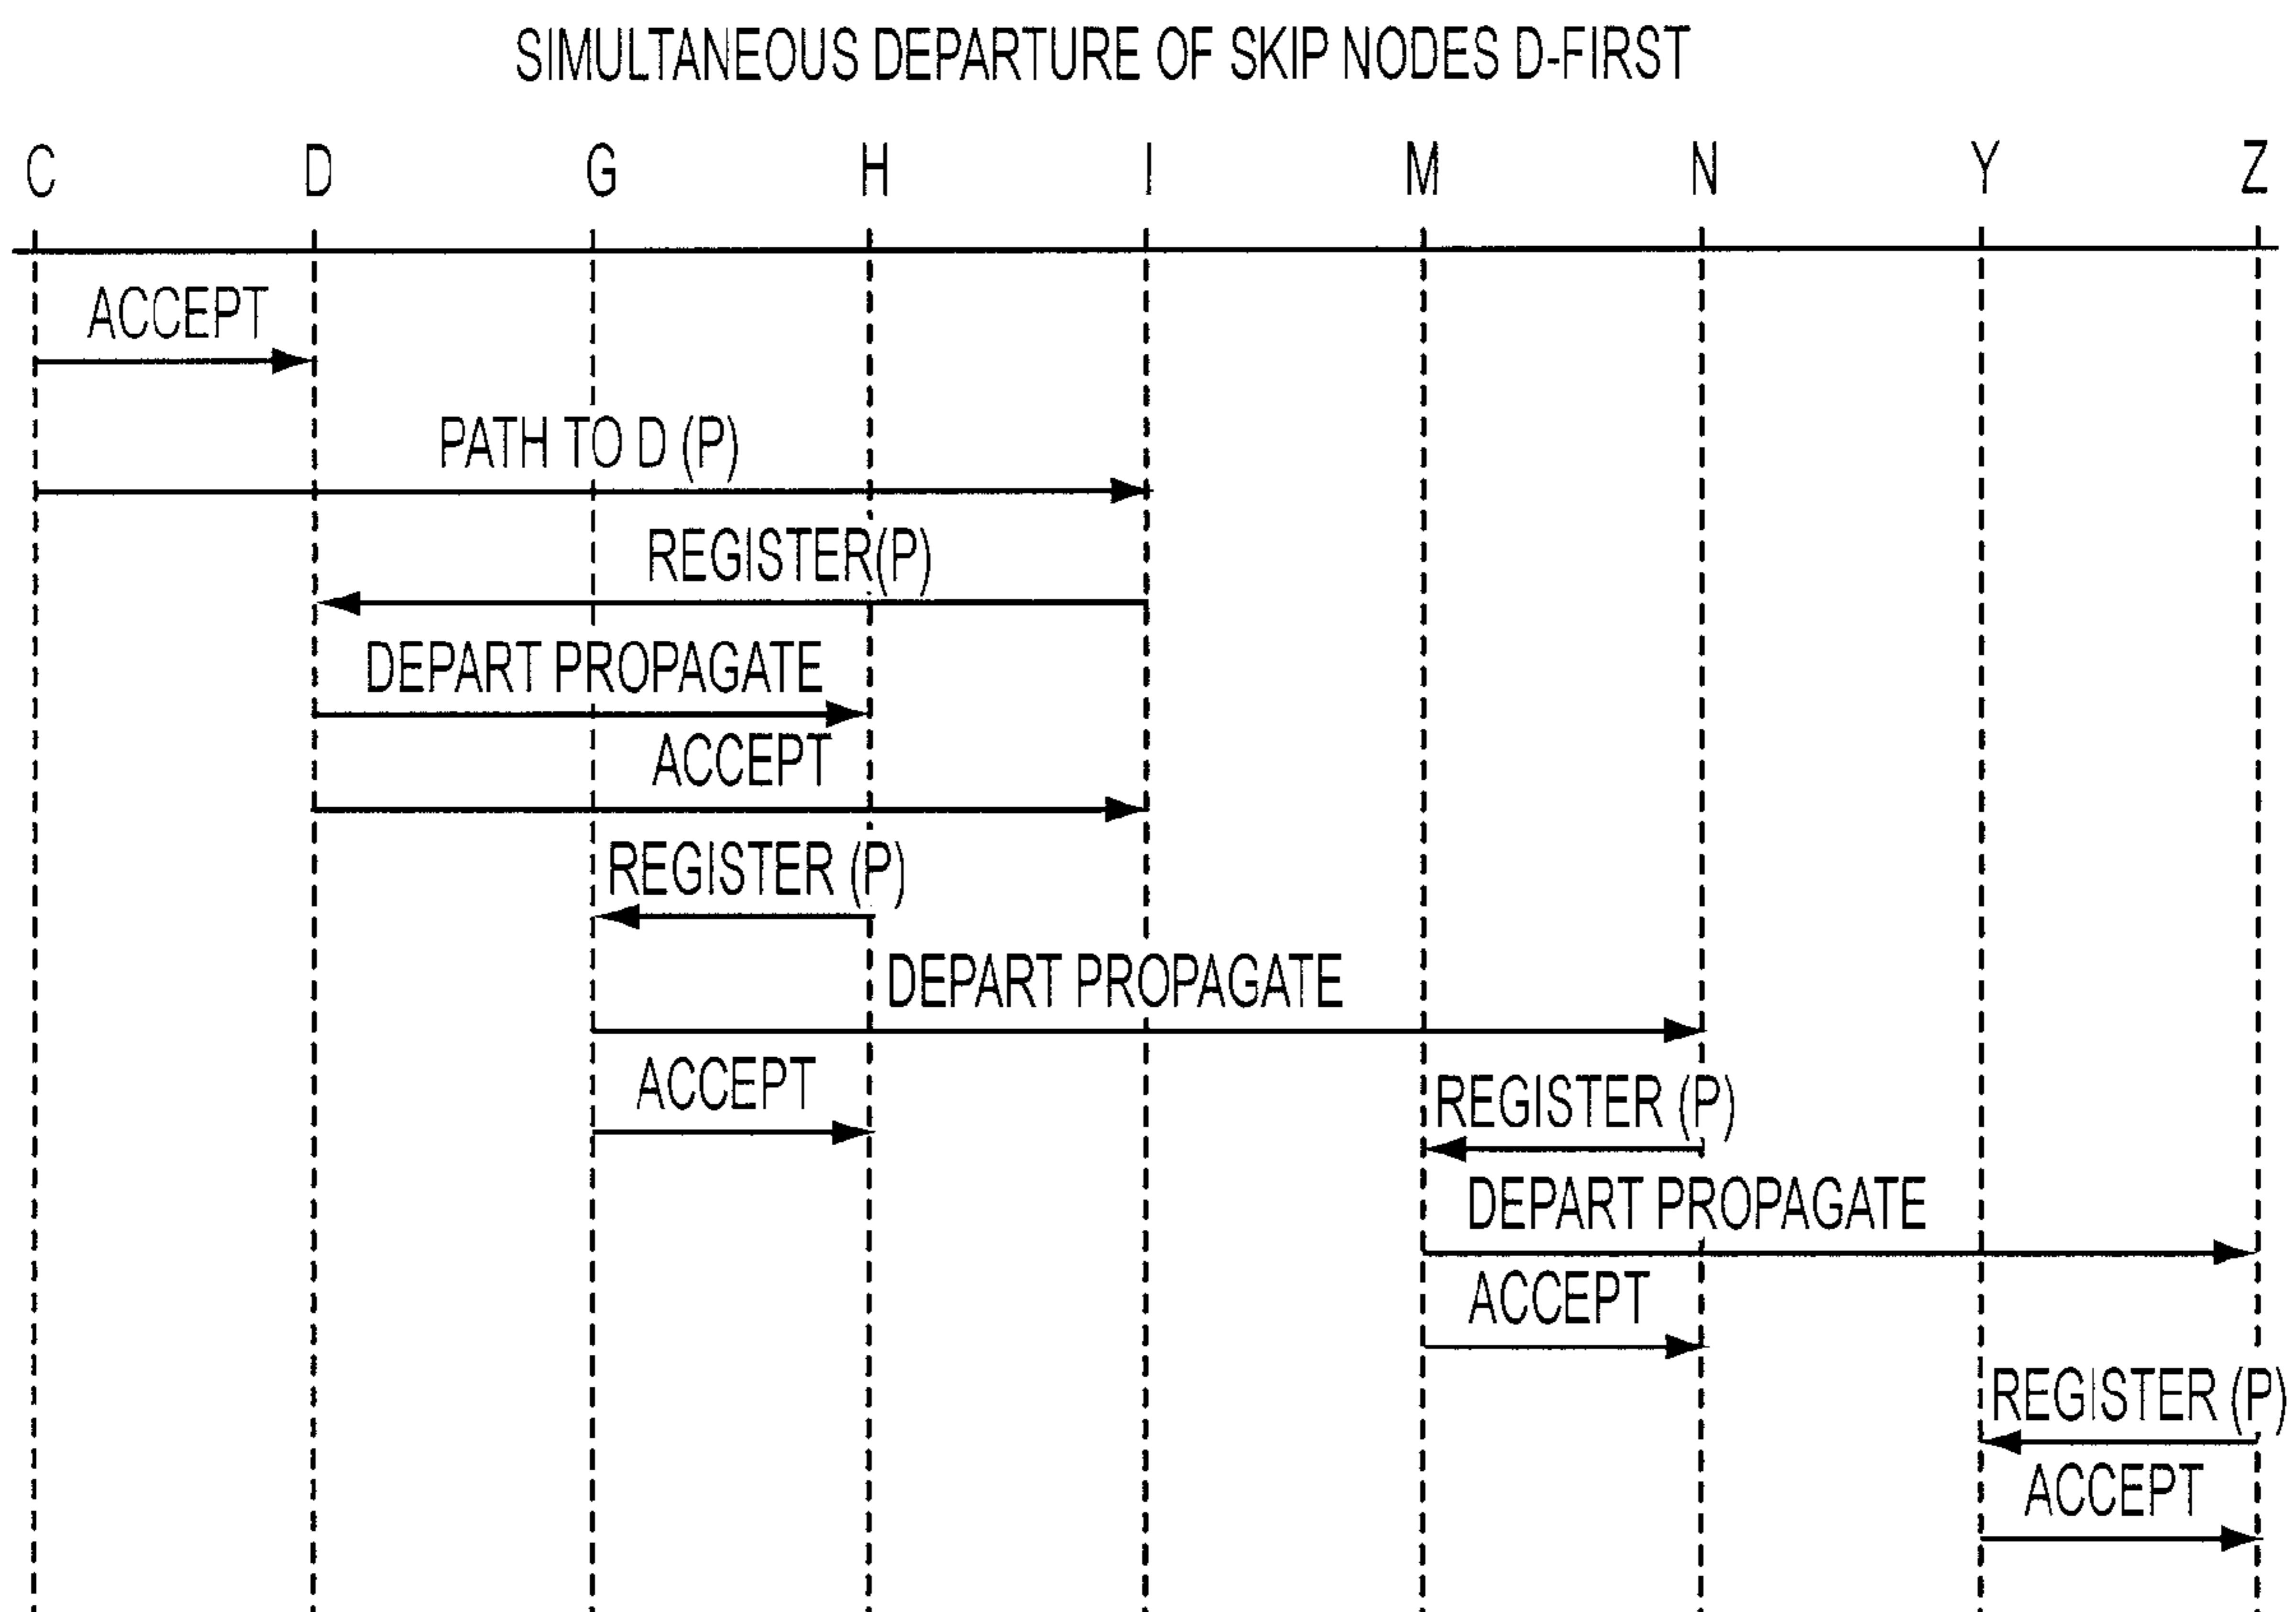 SIMULTANEOUS DEPARTURE OF SKIP NODES D-FIRST
C D G H I M N Y Z
ACCEPT
PATH TO D (P)
REGISTER(P)
DEPART PROPAGATE
ACCEPT
REGISTER (P)
DEPART PROPAGATE
ACCEPT
REGISTER (P)
DEPART PROPAGATE
ACCEPT
REGISTER (P)
ACCEPT